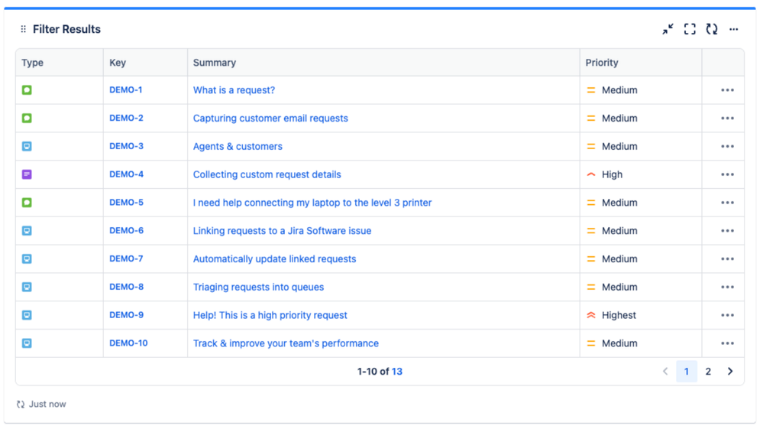 Filter Results
Type Key Summary Priority
DEMO-1 What is a request? Medium
DEMO-2 Capturing customer email requests Medium
DEMO-3 Agents & customers Medium
DEMO-4 Collecting custom request details High
DEMO-5 I need help connecting my laptop to the level 3 printer Medium
DEMO-6 Linking requests to a Jira Software issue Medium
DEMO-7 Automatically update linked requests Medium
DEMO-8 Triaging requests into queues Medium
DEMO-9 Help! This is a high priority request Highest
DEMO-10 Track & improve your team's performance Medium
1-10 of 13 1 2
Just now